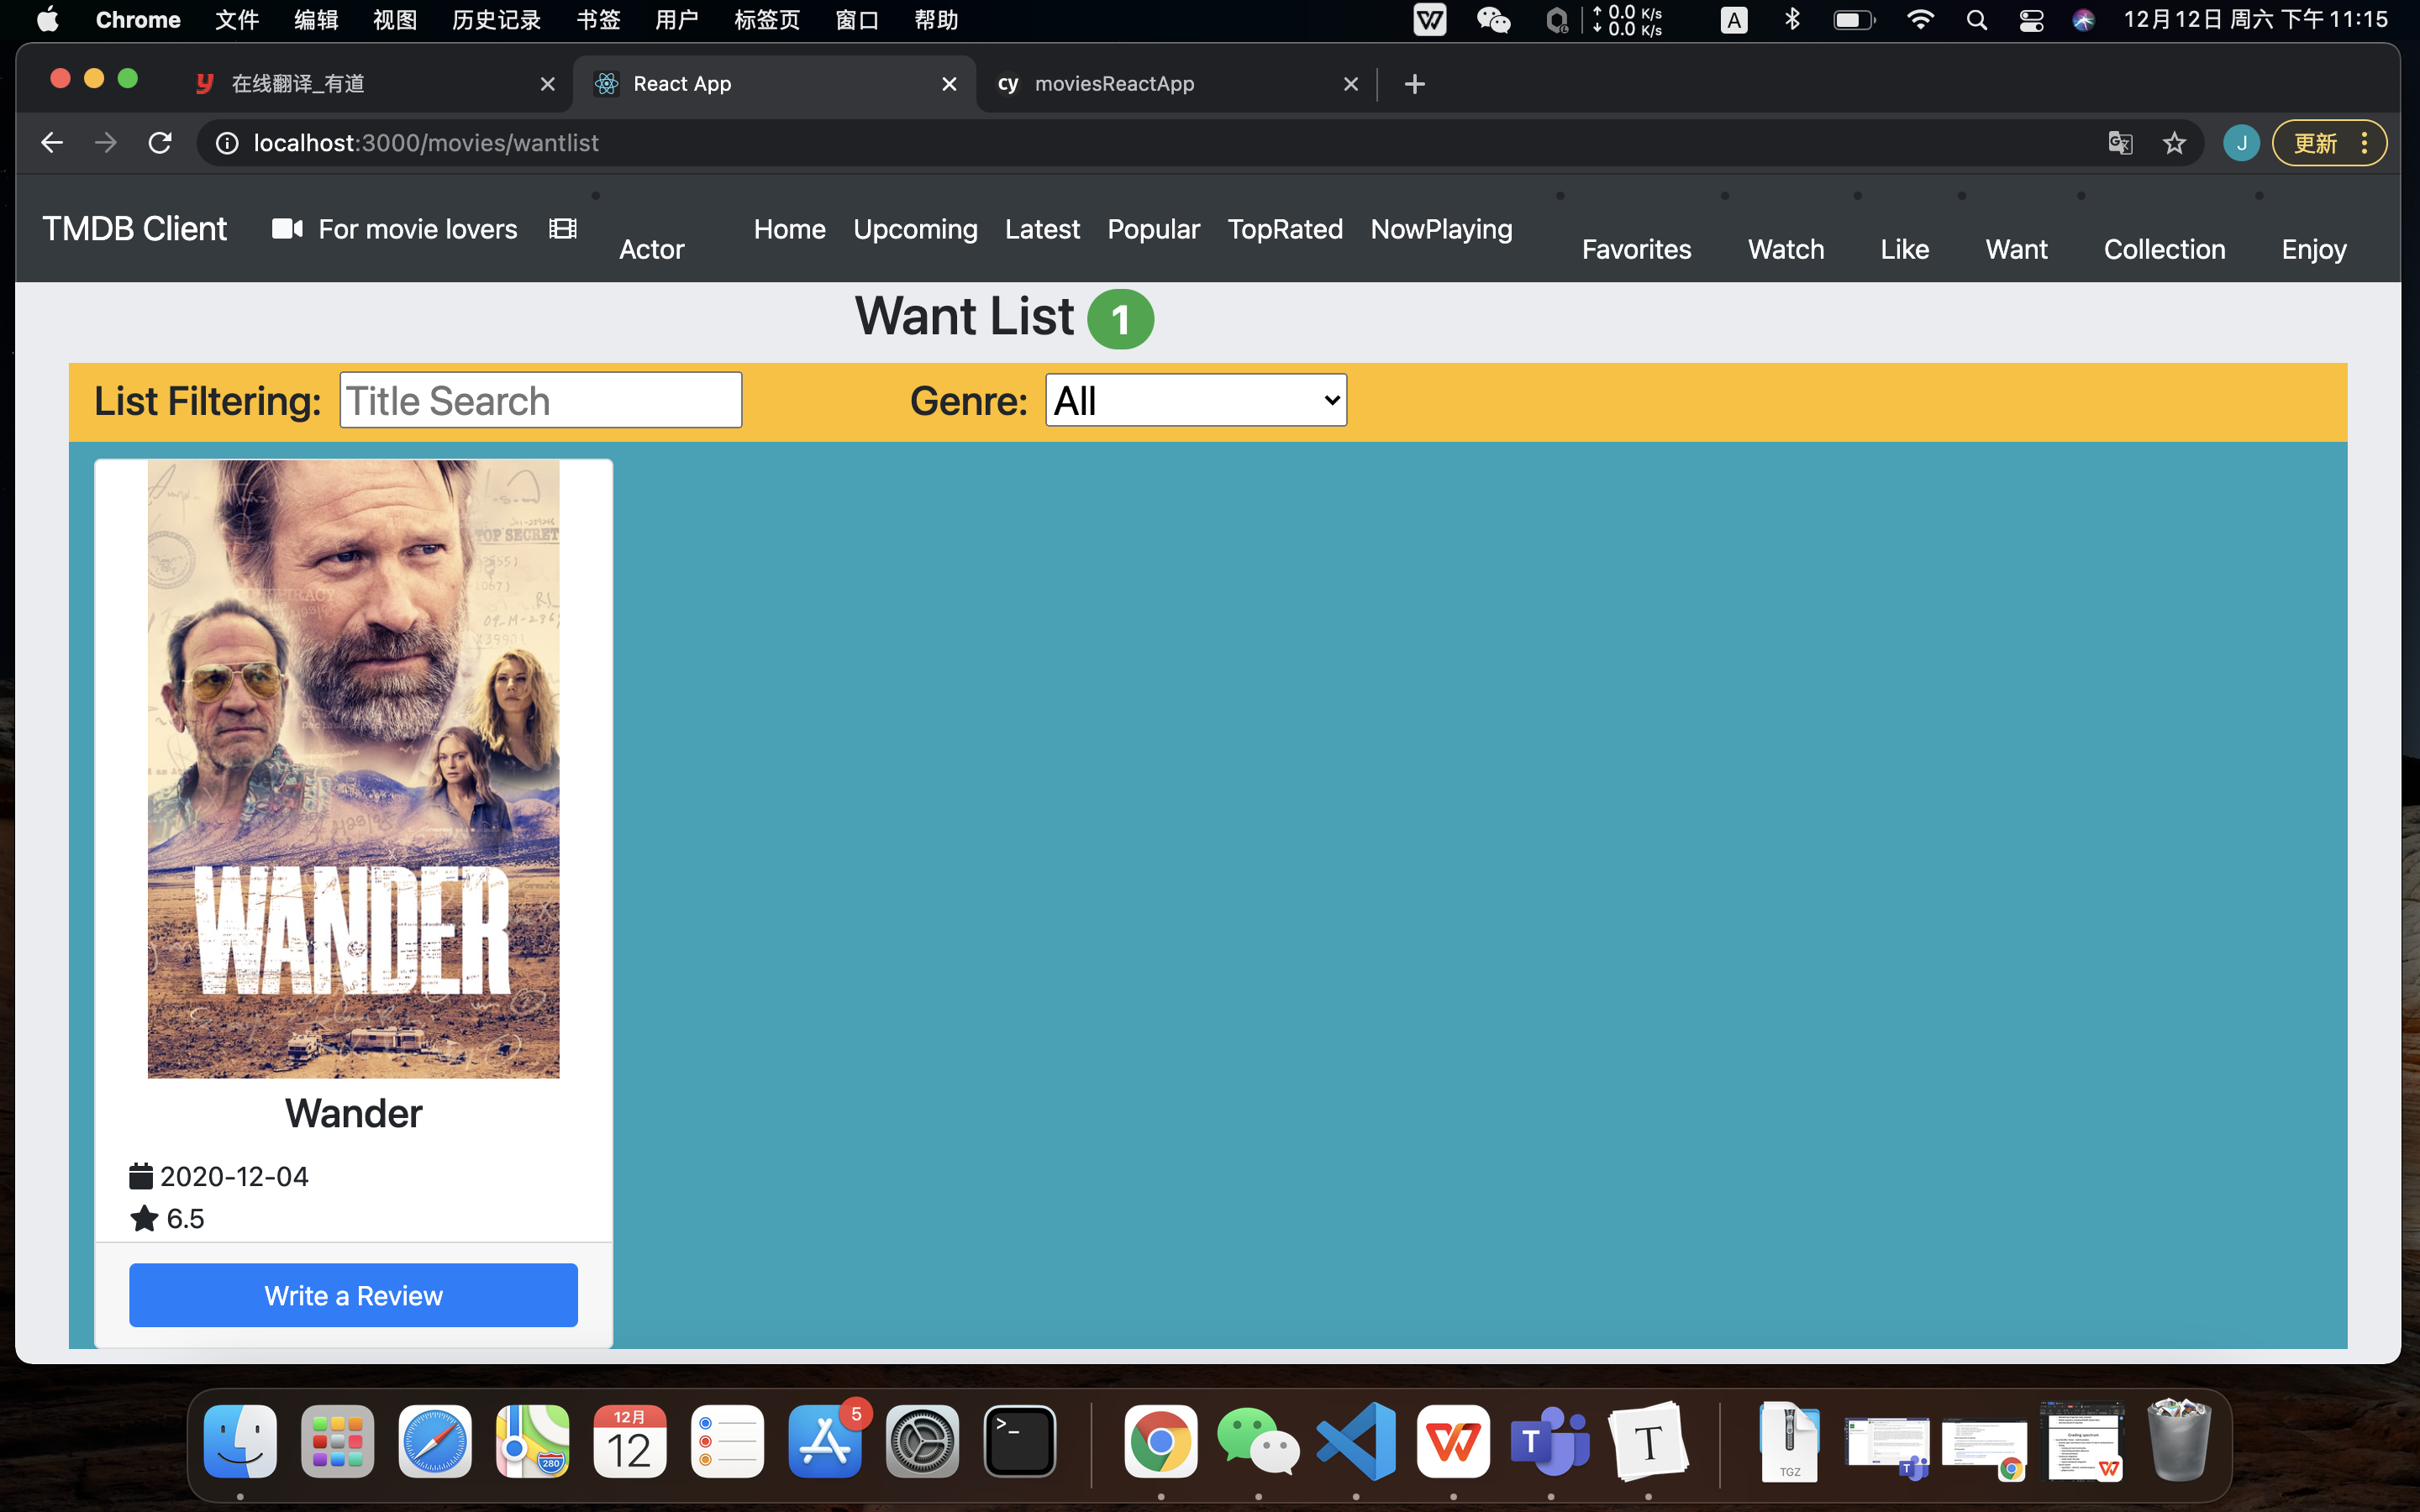 Chrome 文件 编辑 视图 历史记录 书签 用户 标签页 窗口 帮助 0.0 K/s 0.0 K/s A 12月12日 周六 下午 11:15
在线翻译_有道 React App cy moviesReactApp
localhost:3000/movies/wantlist J 更新
TMDB Client For movie lovers Actor Home Upcoming Latest Popular TopRated NowPlaying Favorites Watch Like Want Collection Enjoy
Want List 1
List Filtering: Title Search Genre: All
TOP SECRET
CONSPIRACY
WANDER
Wander
2020-12-04
6.5
Write a Review
280
12月
12
5
T
T
TGZ